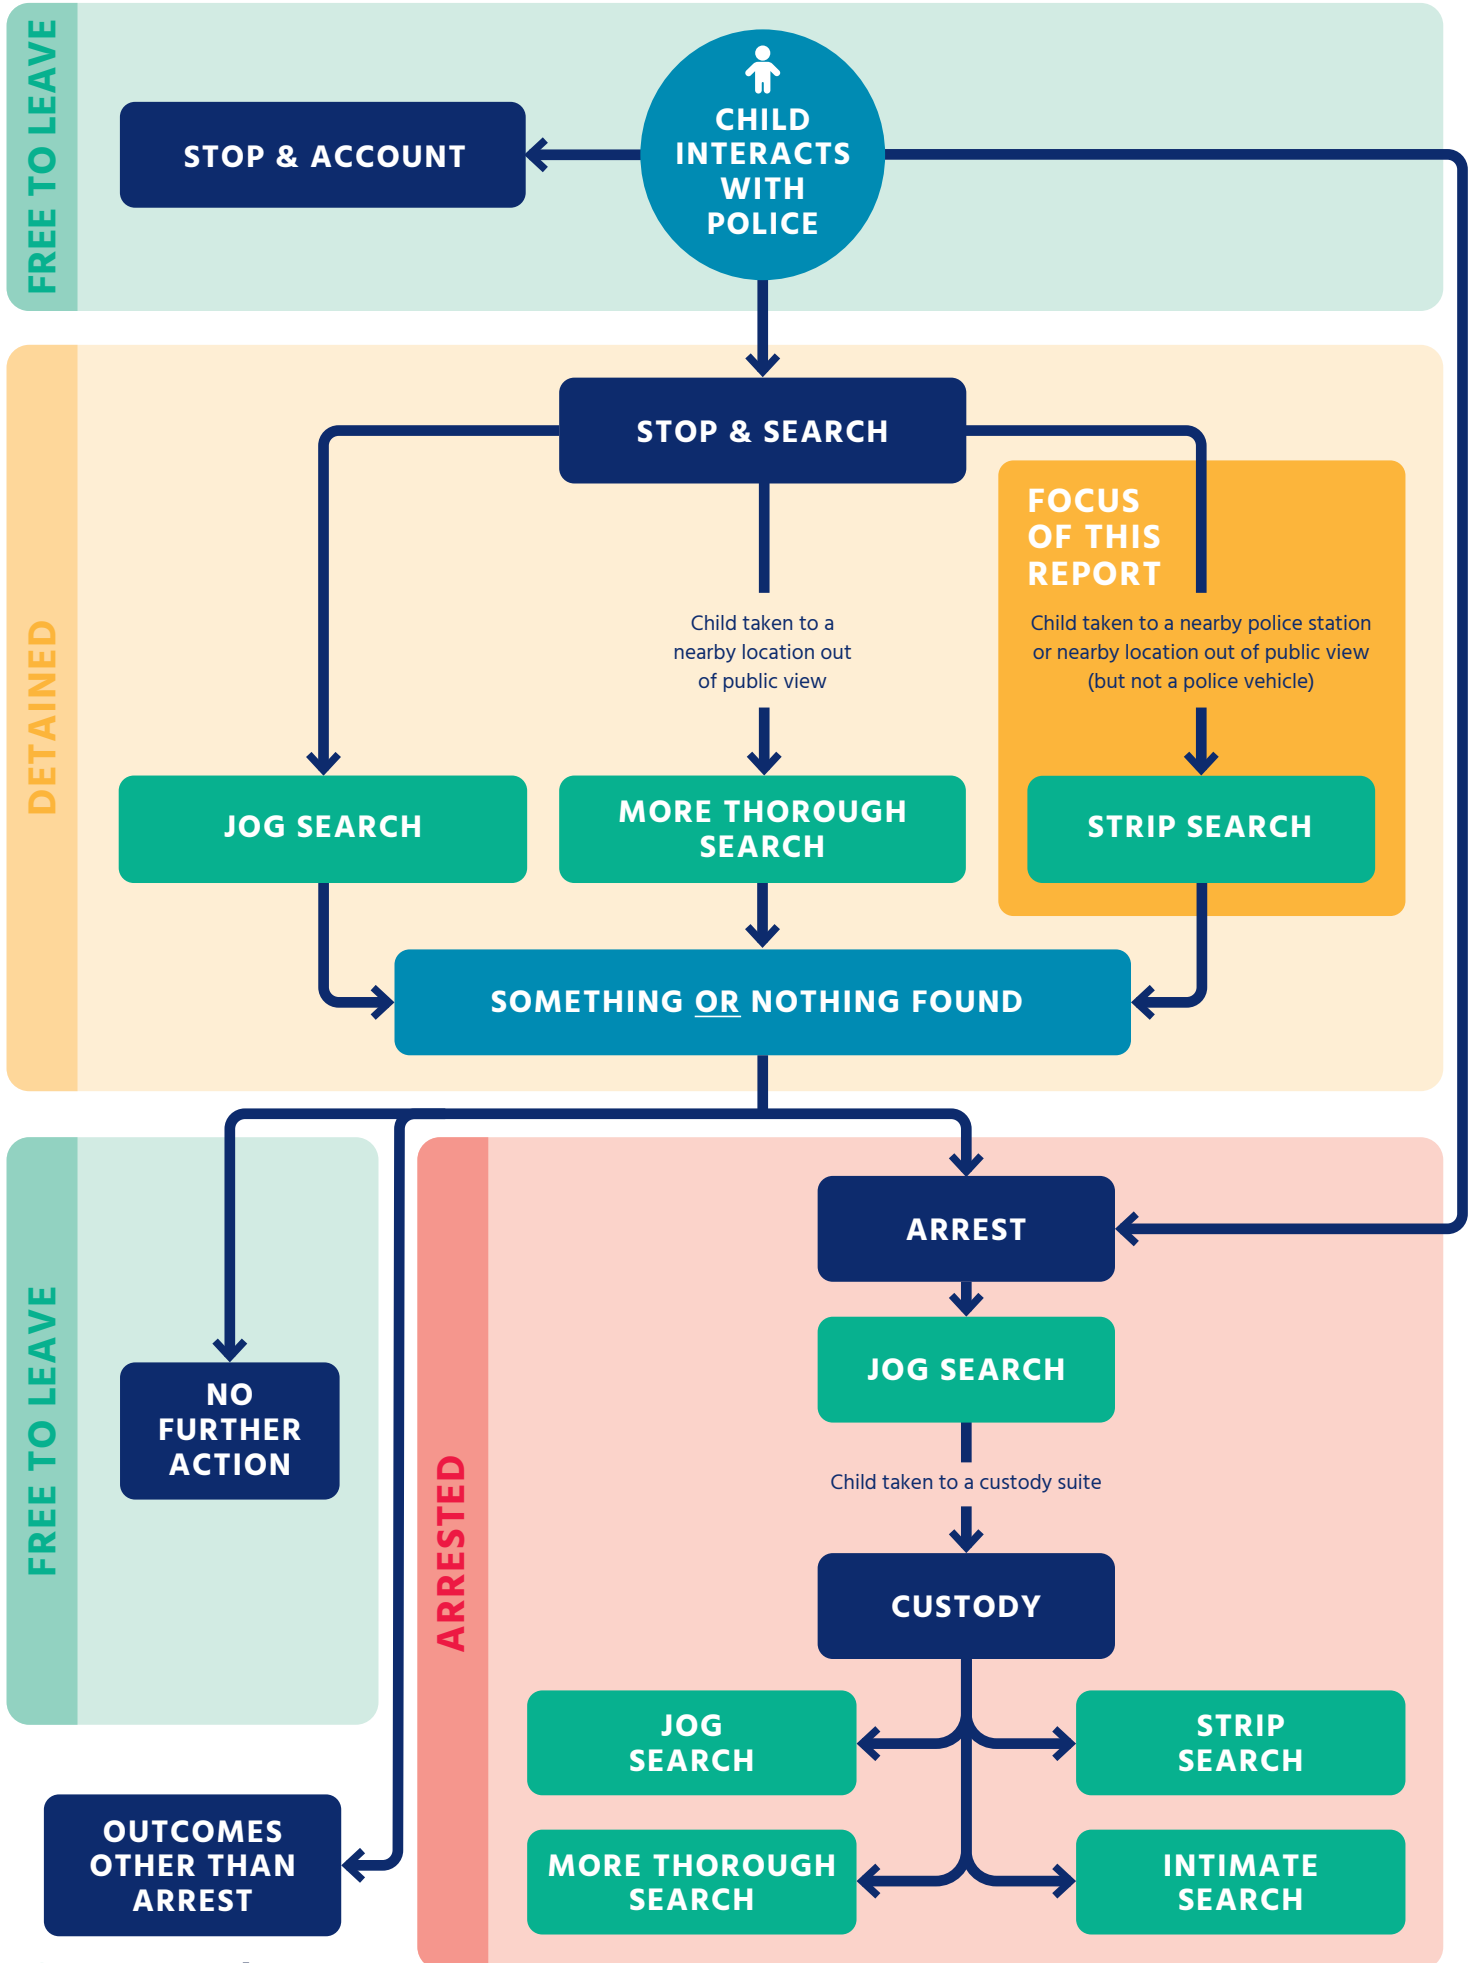 FREE TO LEAVE
CHILD
INTERACTS
WITH
POLICE
STOP & ACCOUNT
DETAINED
STOP & SEARCH
FOCUS
OF THIS
REPORT
Child taken to a
nearby location out
of public view
Child taken to a nearby police station
or nearby location out of public view
(but not a police vehicle)
JOG SEARCH
MORE THOROUGH
SEARCH
STRIP SEARCH
SOMETHING OR NOTHING FOUND
FREE TO LEAVE
NO
FURTHER
ACTION
OUTCOMES
OTHER THAN
ARREST
ARRESTED
ARREST
JOG SEARCH
Child taken to a custody suite
CUSTODY
JOG
SEARCH
STRIP
SEARCH
MORE THOROUGH
SEARCH
INTIMATE
SEARCH